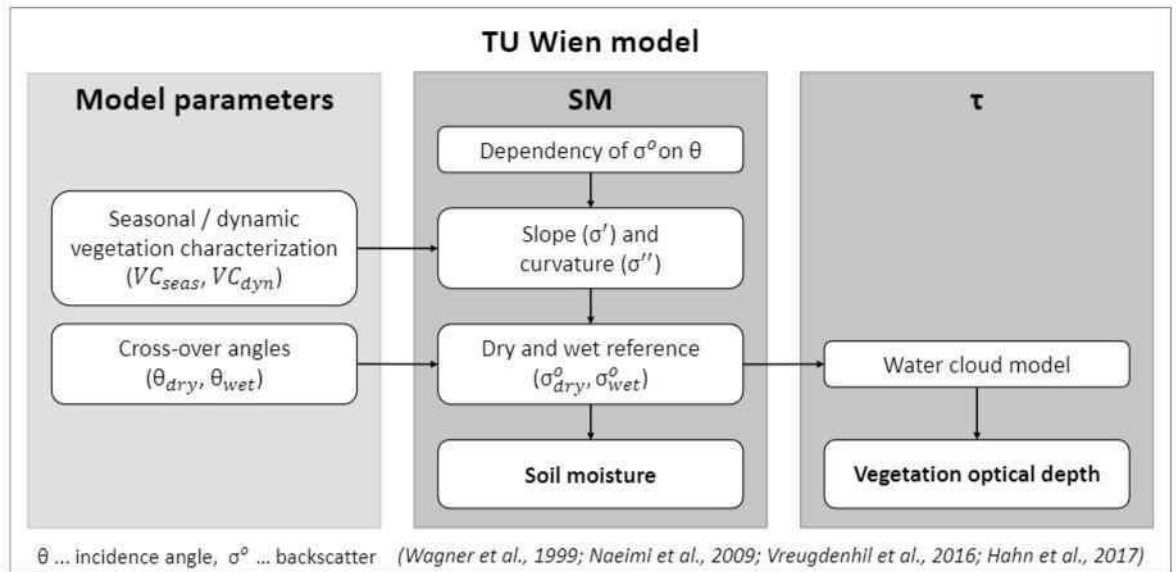 TU Wien model
Model parameters
Seasonal / dynamic
vegetation characterization
(VC_seas, VC_dyn)
Cross-over angles
(θ_dry, θ_wet)
SM
Dependency of σ° on θ
Slope (σ′) and
curvature (σ′′)
Dry and wet reference
(σ°_dry, σ°_wet)
Soil moisture
τ
Water cloud model
Vegetation optical depth
θ ... incidence angle, σ° ... backscatter (Wagner et al., 1999; Naeimi et al., 2009; Vreugdenhil et al., 2016; Hahn et al., 2017)